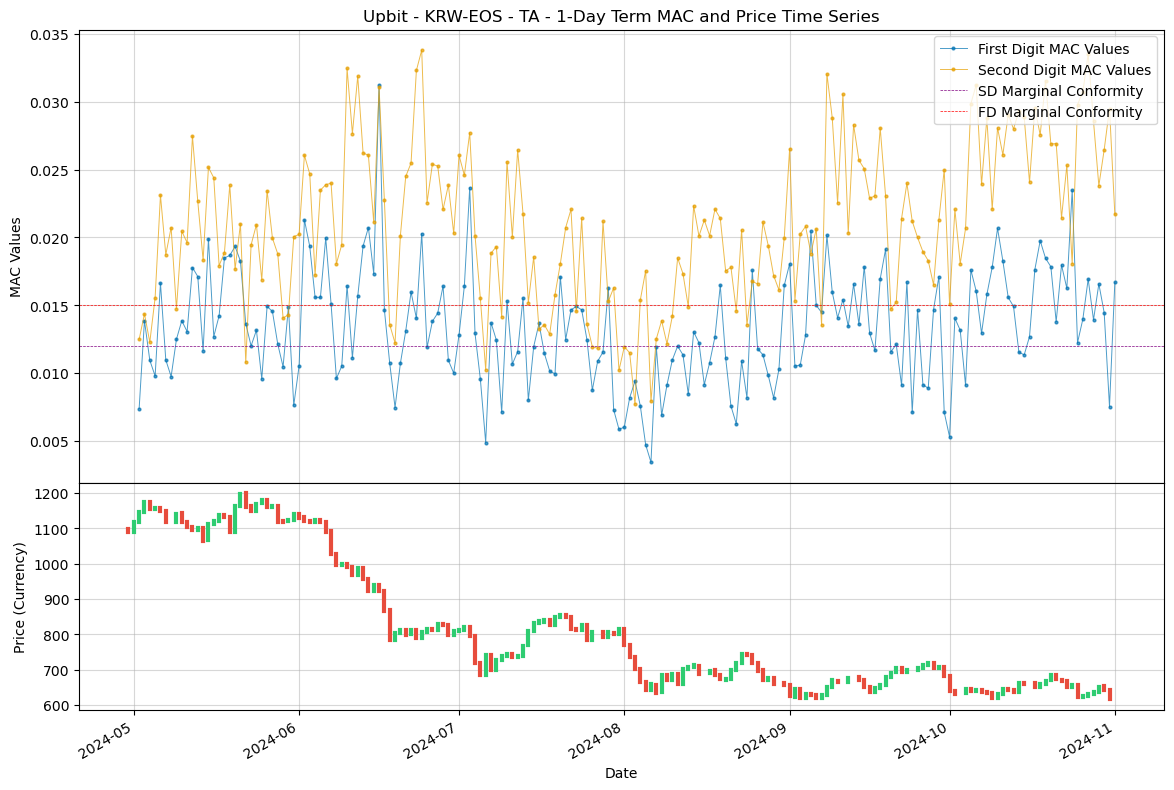 Upbit - KRW-EOS - TA - 1-Day Term MAC and Price Time Series
0.035
0.030
0.025
0.020
0.015
0.010
0.005
MAC Values
First Digit MAC Values
Second Digit MAC Values
SD Marginal Conformity
FD Marginal Conformity
1200
1100
1000
900
800
700
600
Price (Currency)
2024-05
2024-06
2024-07
2024-08
2024-09
2024-10
2024-11
Date